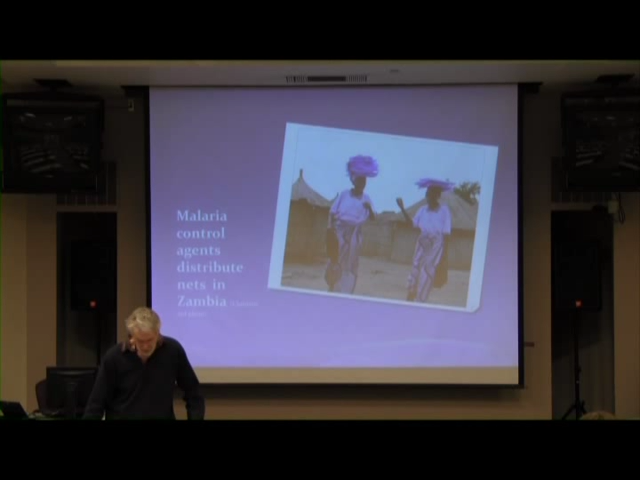 Malaria
control
agents
distribute
nets in
Zambia